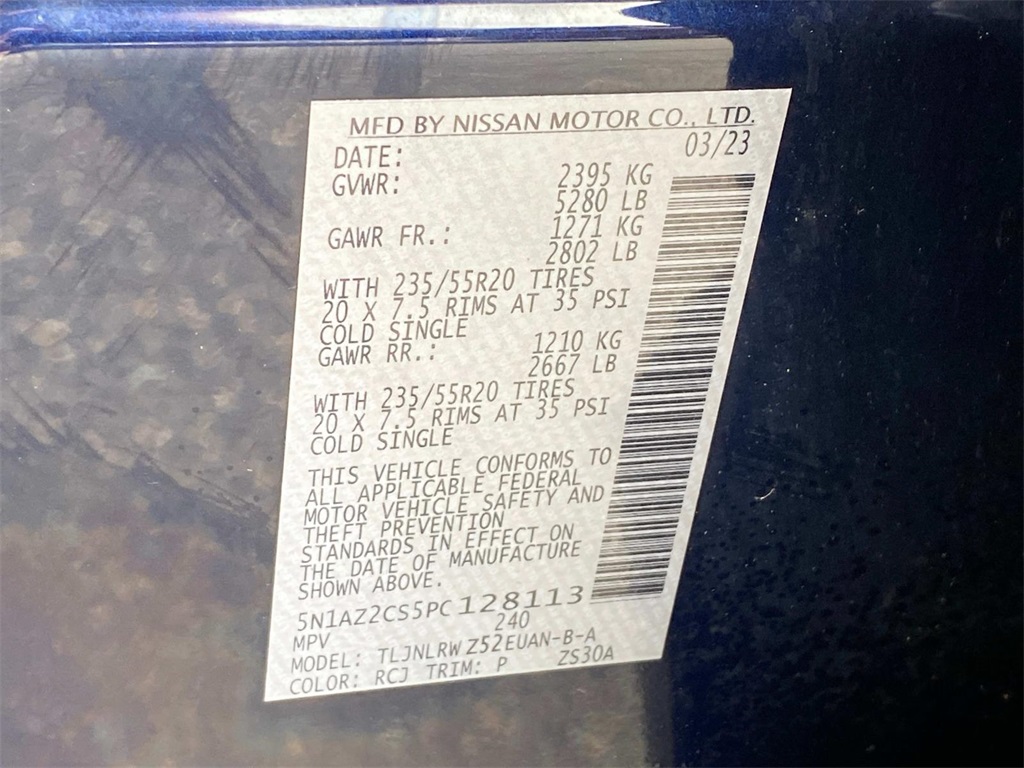 MFD BY NISSAN MOTOR CO., LTD.
DATE: 03/23
GVWR: 2395 KG
5280 LB
GAWR FR.: 1271 KG
2802 LB
WITH 235/55R20 TIRES
20 X 7.5 RIMS AT 35 PSI
COLD SINGLE
GAWR RR.: 1210 KG
2667 LB
WITH 235/55R20 TIRES
20 X 7.5 RIMS AT 35 PSI
COLD SINGLE
THIS VEHICLE CONFORMS TO
ALL APPLICABLE FEDERAL
MOTOR VEHICLE SAFETY AND
THEFT PREVENTION
STANDARDS IN EFFECT ON
THE DATE OF MANUFACTURE
SHOWN ABOVE.
5N1AZ2CS5PC128113
MPV 240
MODEL: TLJNLRW Z52EUAN-B-A
COLOR: RCJ TRIM: P ZS30A